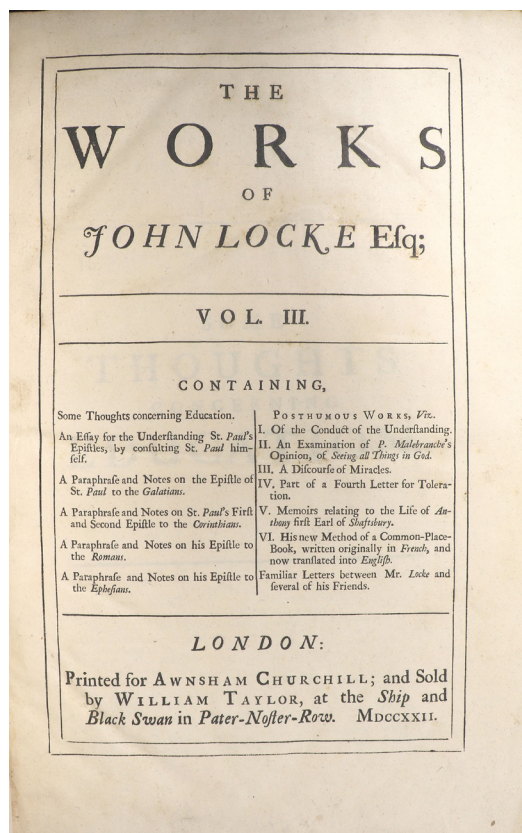 THE
WORKS
OF
JOHN LOCKE Eſq;
VOL. III.
CONTAINING,
Some Thoughts concerning Education.
An Eſſay for the Underſtanding St. Paul's
Epiſtles, by conſulting St. Paul him-
ſelf.
A Paraphraſe and Notes on the Epiſtle of
St. Paul to the Galatians.
A Paraphraſe and Notes on St. Paul's Firſt
and Second Epiſtle to the Corinthians.
A Paraphraſe and Notes on his Epiſtle to
the Romans.
A Paraphraſe and Notes on his Epiſtle to
the Epheſians.
POSTHUMOUS WORKS, Viz.
I. Of the Conduct of the Underſtanding.
II. An Examination of P. Malebranche's
Opinion, of Seeing all Things in God.
III. A Diſcourſe of Miracles.
IV. Part of a Fourth Letter for Tolera-
tion.
V. Memoirs relating to the Life of An-
thony firſt Earl of Shaftsbury.
VI. His new Method of a Common-Place-
Book, written originally in French, and
now tranſlated into Engliſh.
Familiar Letters between Mr. Locke and
ſeveral of his Friends.
LONDON:
Printed for AWNSHAM CHURCHILL; and Sold
by WILLIAM TAYLOR, at the Ship and
Black Swan in Pater-Noſter-Row. MDCCXXII.